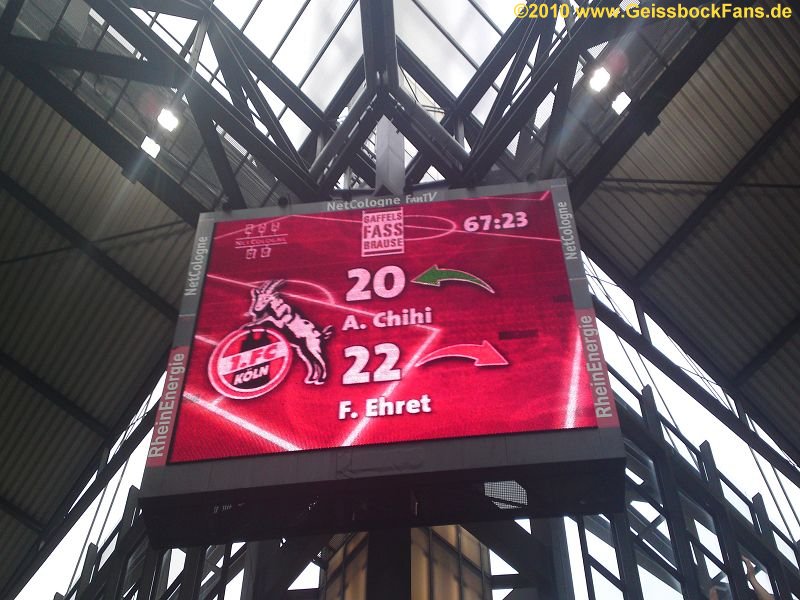 ©2010 www.GeissbockFans.de
NetCologne FANTV
NetCologne
RheinEnergie
GAFFELS
FASS
BRAUSE
67:23
NETCOLOGNE
20
A. Chihi
1.FC
KÖLN
22
F. Ehret
NetCologne
RheinEnergie